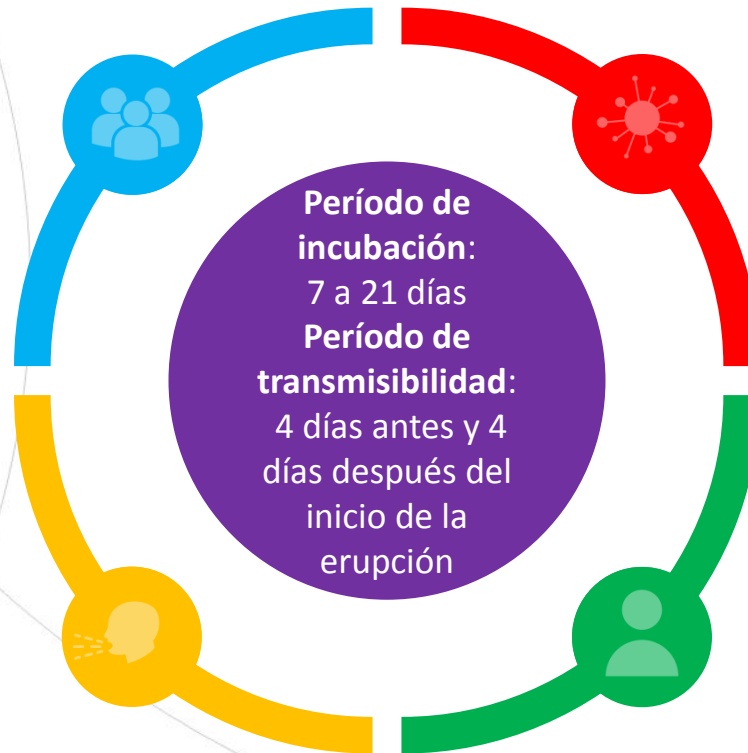 Período de
incubación:
7 a 21 días
Período de
transmisibilidad:
4 días antes y 4
días después del
inicio de la
erupción